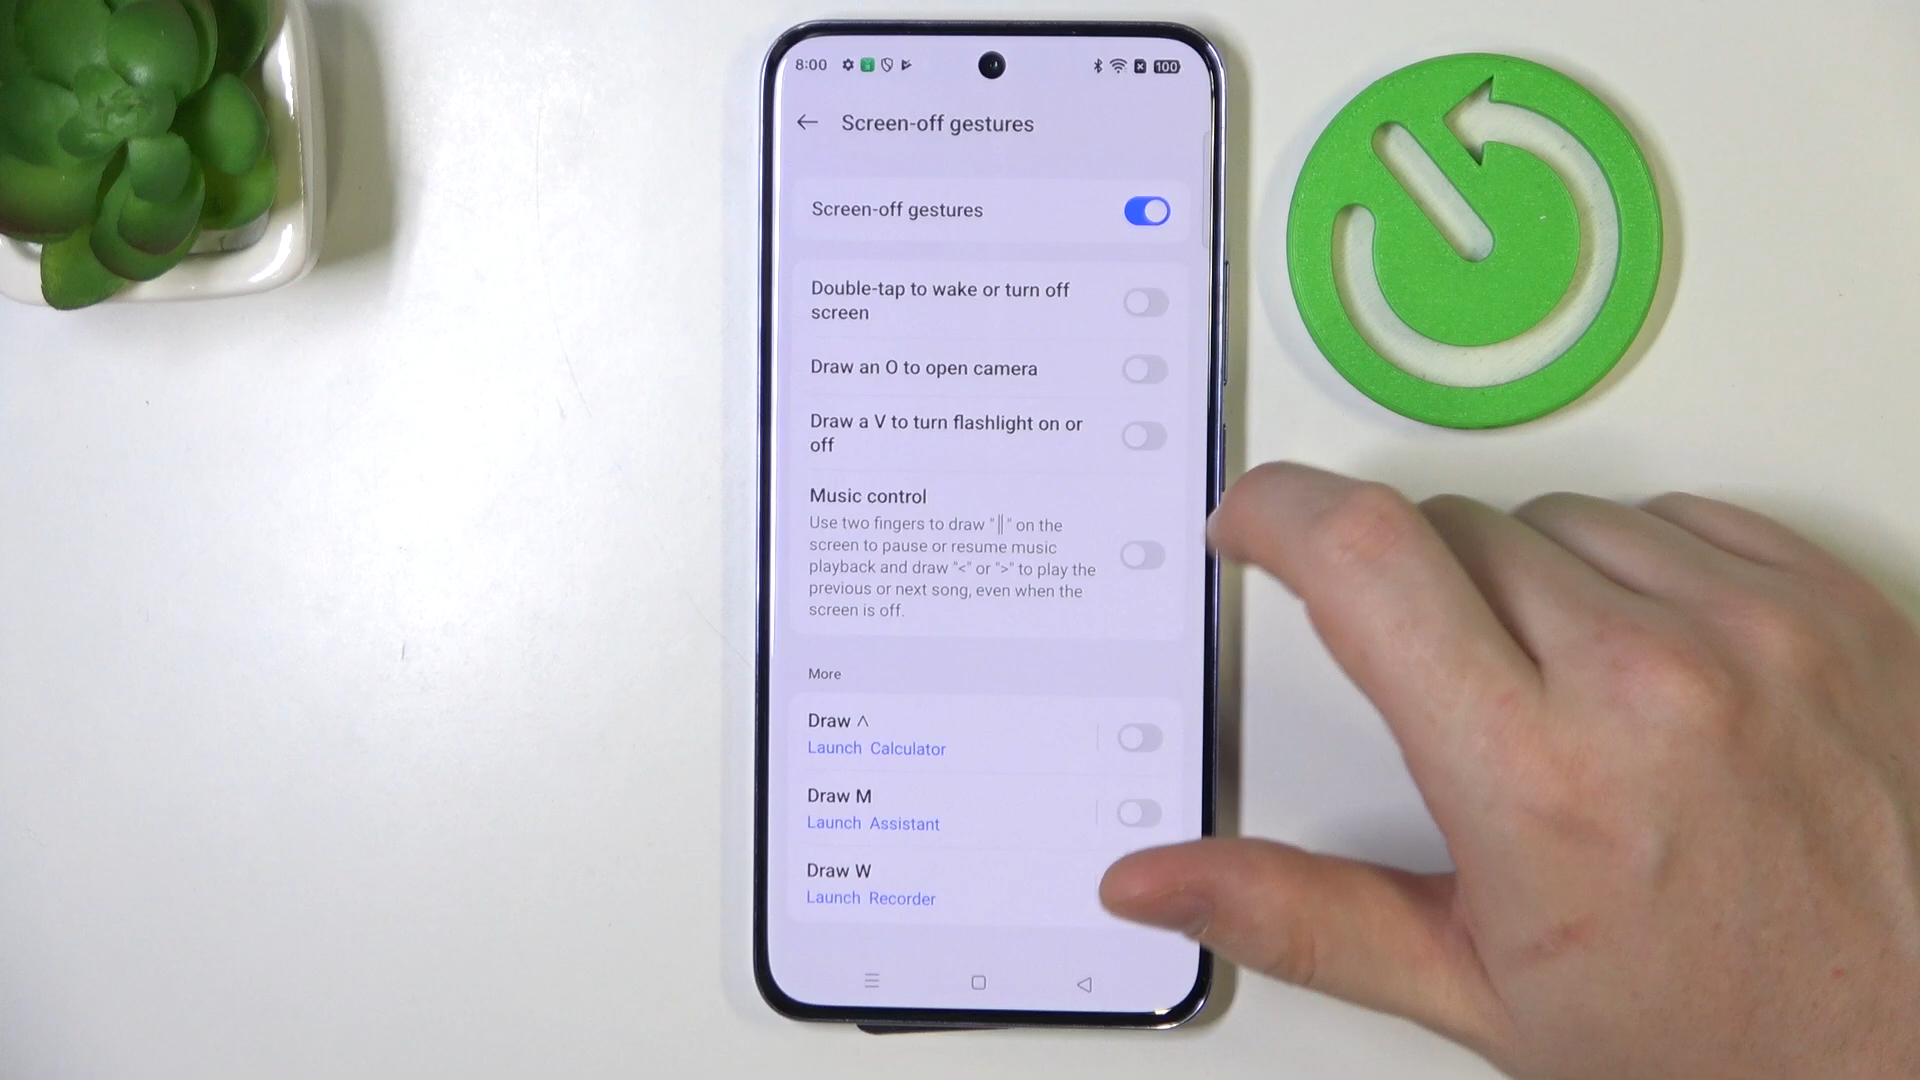 8:00
100
Screen-off gestures
Screen-off gestures
Double-tap to wake or turn off
screen
Draw an O to open camera
Draw a V to turn flashlight on or
off
Music control
Use two fingers to draw "||" on the
screen to pause or resume music
playback and draw "<" or ">" to play the
previous or next song, even when the
screen is off.
More
Draw ^
Launch Calculator
Draw M
Launch Assistant
Draw W
Launch Recorder